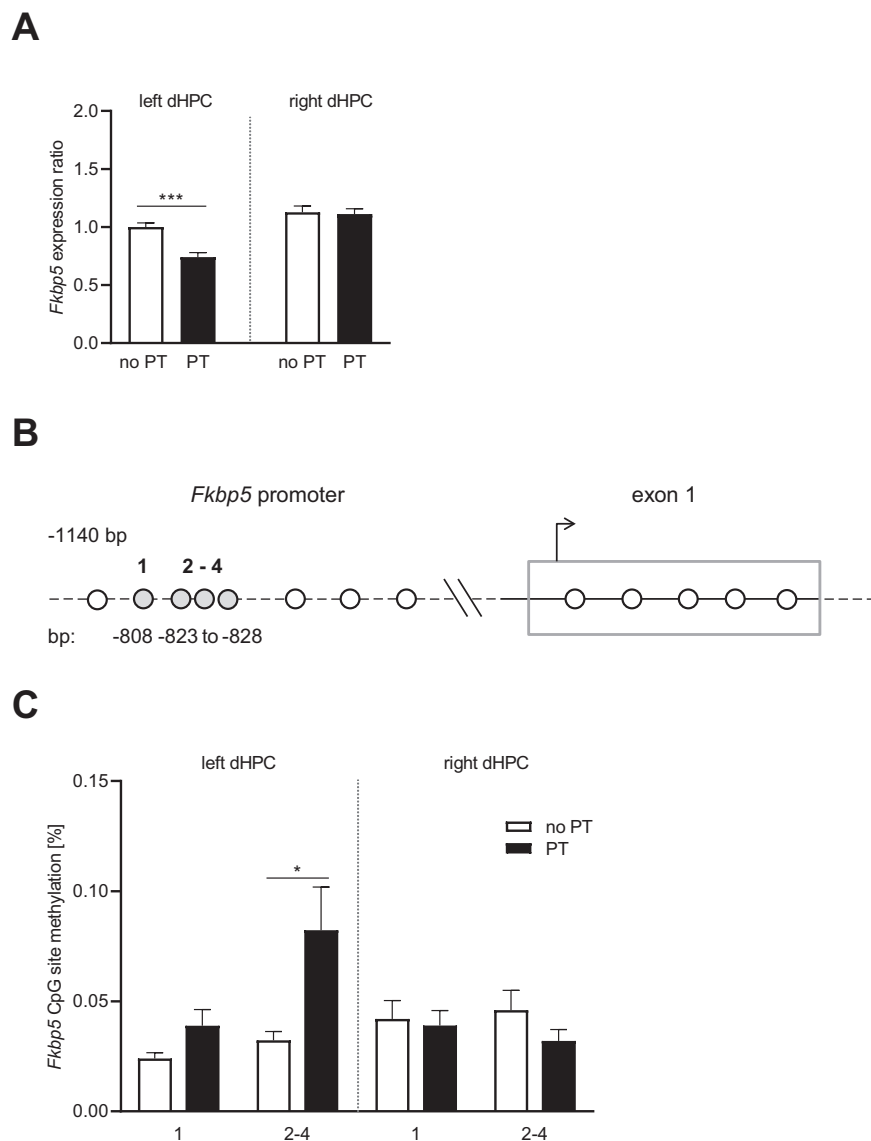 A
left dHPC right dHPC
2.0
1.5
1.0
0.5
0.0
Fkbp5 expression ratio
***
no PT PT no PT PT
B
Fkbp5 promoter exon 1
-1140 bp
1 2 - 4
bp: -808 -823 to -828
C
left dHPC right dHPC
0.15
0.10
0.05
0.00
Fkbp5 CpG site methylation [%]
*
no PT
PT
1 2-4 1 2-4